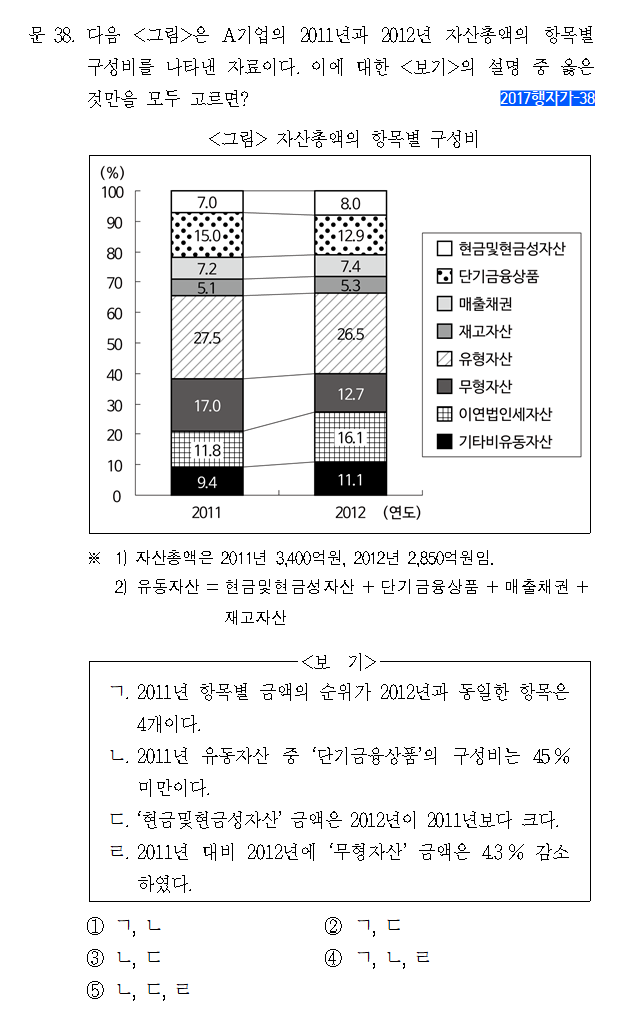 문 38. 다음 <그림>은 A기업의 2011년과 2012년 자산총액의 항목별
구성비를 나타낸 자료이다. 이에 대한 <보기>의 설명 중 옳은
것만을 모두 고르면?
2017행자가-38
<그림> 자산총액의 항목별 구성비
(%)
100
90
80
70
60
50
40
30
20
10
0
7.0
15.0
7.2
5.1
27.5
17.0
11.8
9.4
8.0
12.9
7.4
5.3
26.5
12.7
16.1
11.1
2011
2012 (연도)
현금및현금성자산
단기금융상품
매출채권
재고자산
유형자산
무형자산
이연법인세자산
기타비유동자산
※ 1) 자산총액은 2011년 3,400억원, 2012년 2,850억원임.
2) 유동자산 = 현금및현금성자산 + 단기금융상품 + 매출채권 +
재고자산
<보 기>
ㄱ. 2011년 항목별 금액의 순위가 2012년과 동일한 항목은
4개이다.
ㄴ. 2011년 유동자산 중 ‘단기금융상품’의 구성비는 45 %
미만이다.
ㄷ. ‘현금및현금성자산’ 금액은 2012년이 2011년보다 크다.
ㄹ. 2011년 대비 2012년에 ‘무형자산’ 금액은 4.3 % 감소
하였다.
① ㄱ, ㄴ
② ㄱ, ㄷ
③ ㄴ, ㄷ
④ ㄱ, ㄴ, ㄹ
⑤ ㄴ, ㄷ, ㄹ